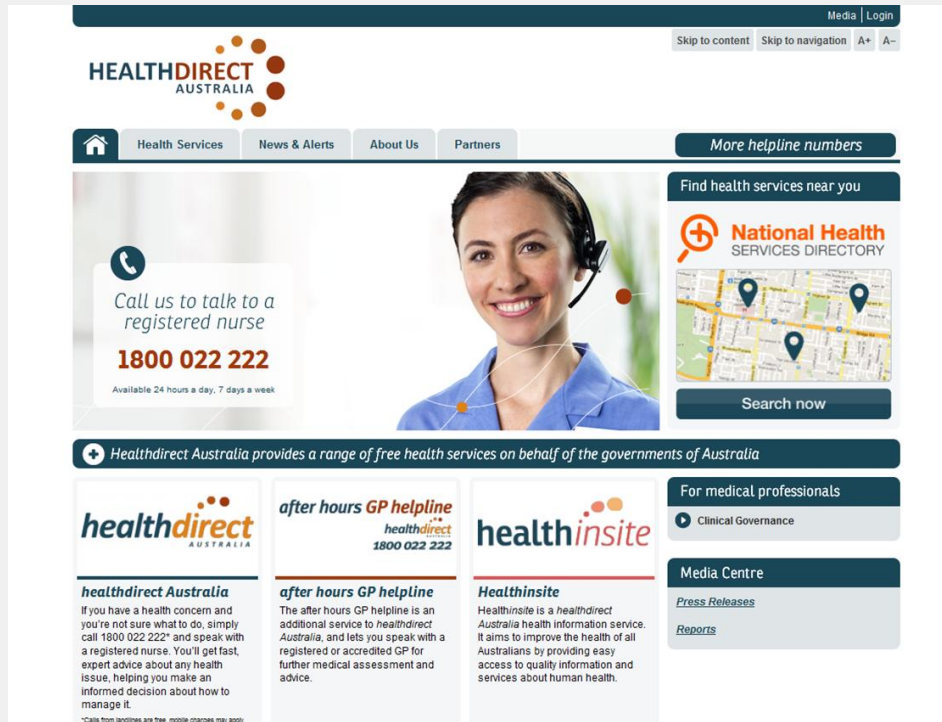 Media | Login
Skip to content Skip to navigation A+ A–
HEALTHDIRECT
AUSTRALIA
Health Services News & Alerts About Us Partners
More helpline numbers
Call us to talk to a
registered nurse
1800 022 222
Available 24 hours a day, 7 days a week
Find health services near you
National Health
SERVICES DIRECTORY
Search now
Healthdirect Australia provides a range of free health services on behalf of the governments of Australia
healthdirect
AUSTRALIA
healthdirect Australia
If you have a health concern and
you're not sure what to do, simply
call 1800 022 222* and speak with
a registered nurse. You'll get fast,
expert advice about any health
issue, helping you make an
informed decision about how to
manage it.
*Calls from landlines are free, mobile charges may apply
after hours GP helpline
healthdirect
1800 022 222
after hours GP helpline
The after hours GP helpline is an
additional service to healthdirect
Australia, and lets you speak with a
registered or accredited GP for
further medical assessment and
advice.
healthinsite
Healthinsite
Healthinsite is a healthdirect
Australia health information service.
It aims to improve the health of all
Australians by providing easy
access to quality information and
services about human health.
For medical professionals
Clinical Governance
Media Centre
Press Releases
Reports